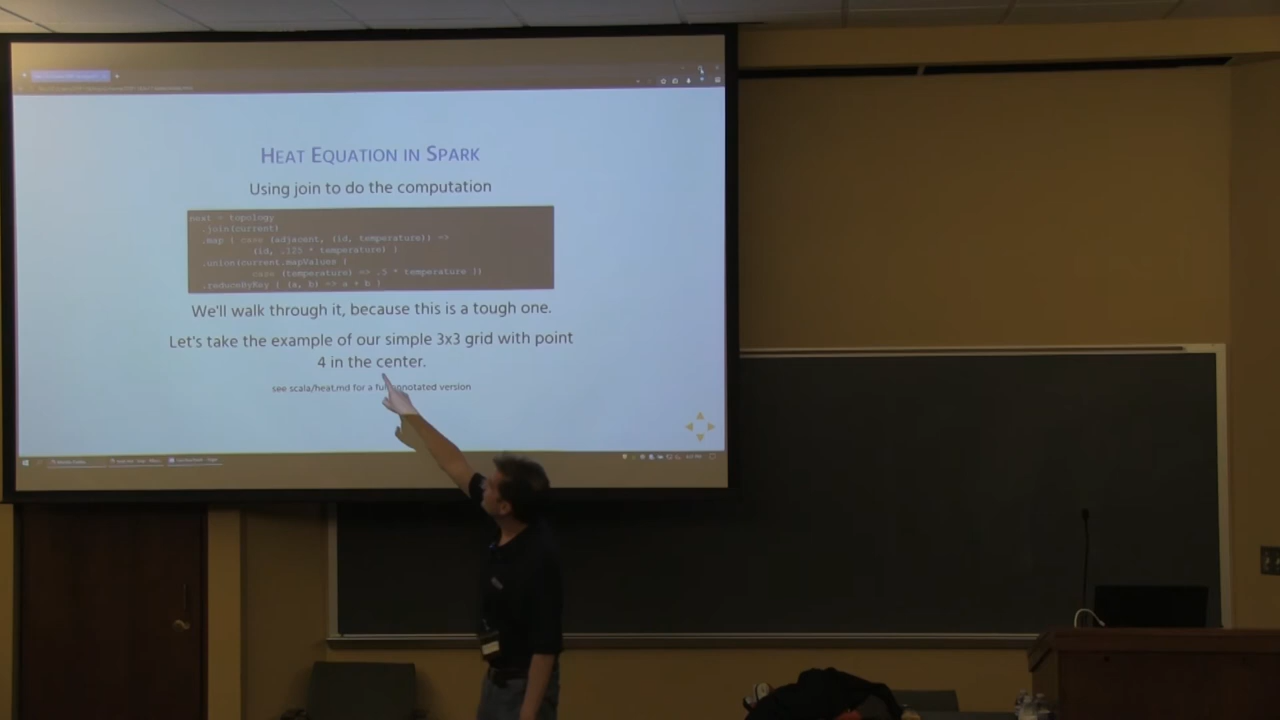 HEAT EQUATION IN SPARK
Using join to do the computation
next = topology
.join(current)
.map { case (adjacent, (id, temperature)) =>
(id, .125 * temperature) }
.union(current.mapValues {
case (temperature) => .5 * temperature })
.reduceByKey { (a, b) => a + b }
We'll walk through it, because this is a tough one.
Let's take the example of our simple 3x3 grid with point
4 in the center.
see scala/heat.md for a fully annotated version